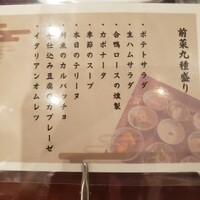 前菜九種盛り
・ポテトサラダ
・生ハムサラダ
・合鴨ロースの燻製
・カポナータ
・季節のスープ
・本日のテリーヌ
・鮮魚のカルパッチョ
仕込み豆腐のカプレーゼ
・イタリアンオムレツ